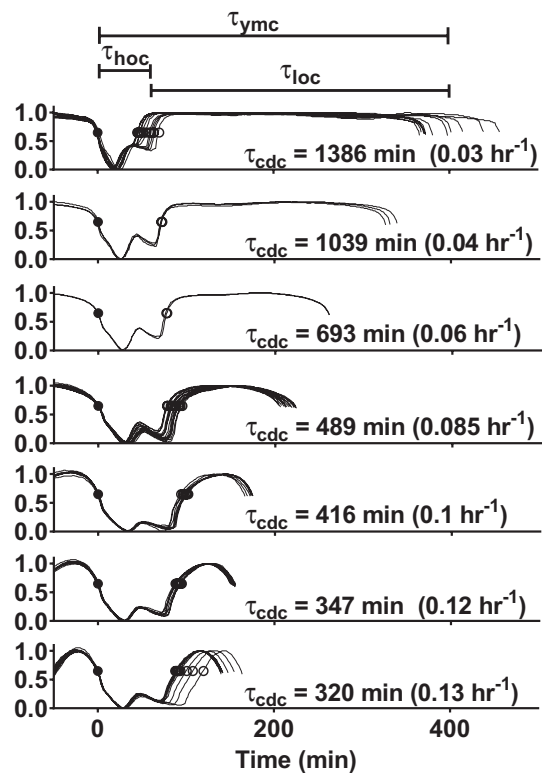 τymc
τhoc
τloc
1.0
0.5
0.0
τcdc = 1386 min (0.03 hr-1)
1.0
0.5
0.0
τcdc = 1039 min (0.04 hr-1)
1.0
0.5
0.0
τcdc = 693 min (0.06 hr-1)
1.0
0.5
0.0
τcdc = 489 min (0.085 hr-1)
1.0
0.5
0.0
τcdc = 416 min (0.1 hr-1)
1.0
0.5
0.0
τcdc = 347 min (0.12 hr-1)
1.0
0.5
0.0
τcdc = 320 min (0.13 hr-1)
0 200 400
Time (min)